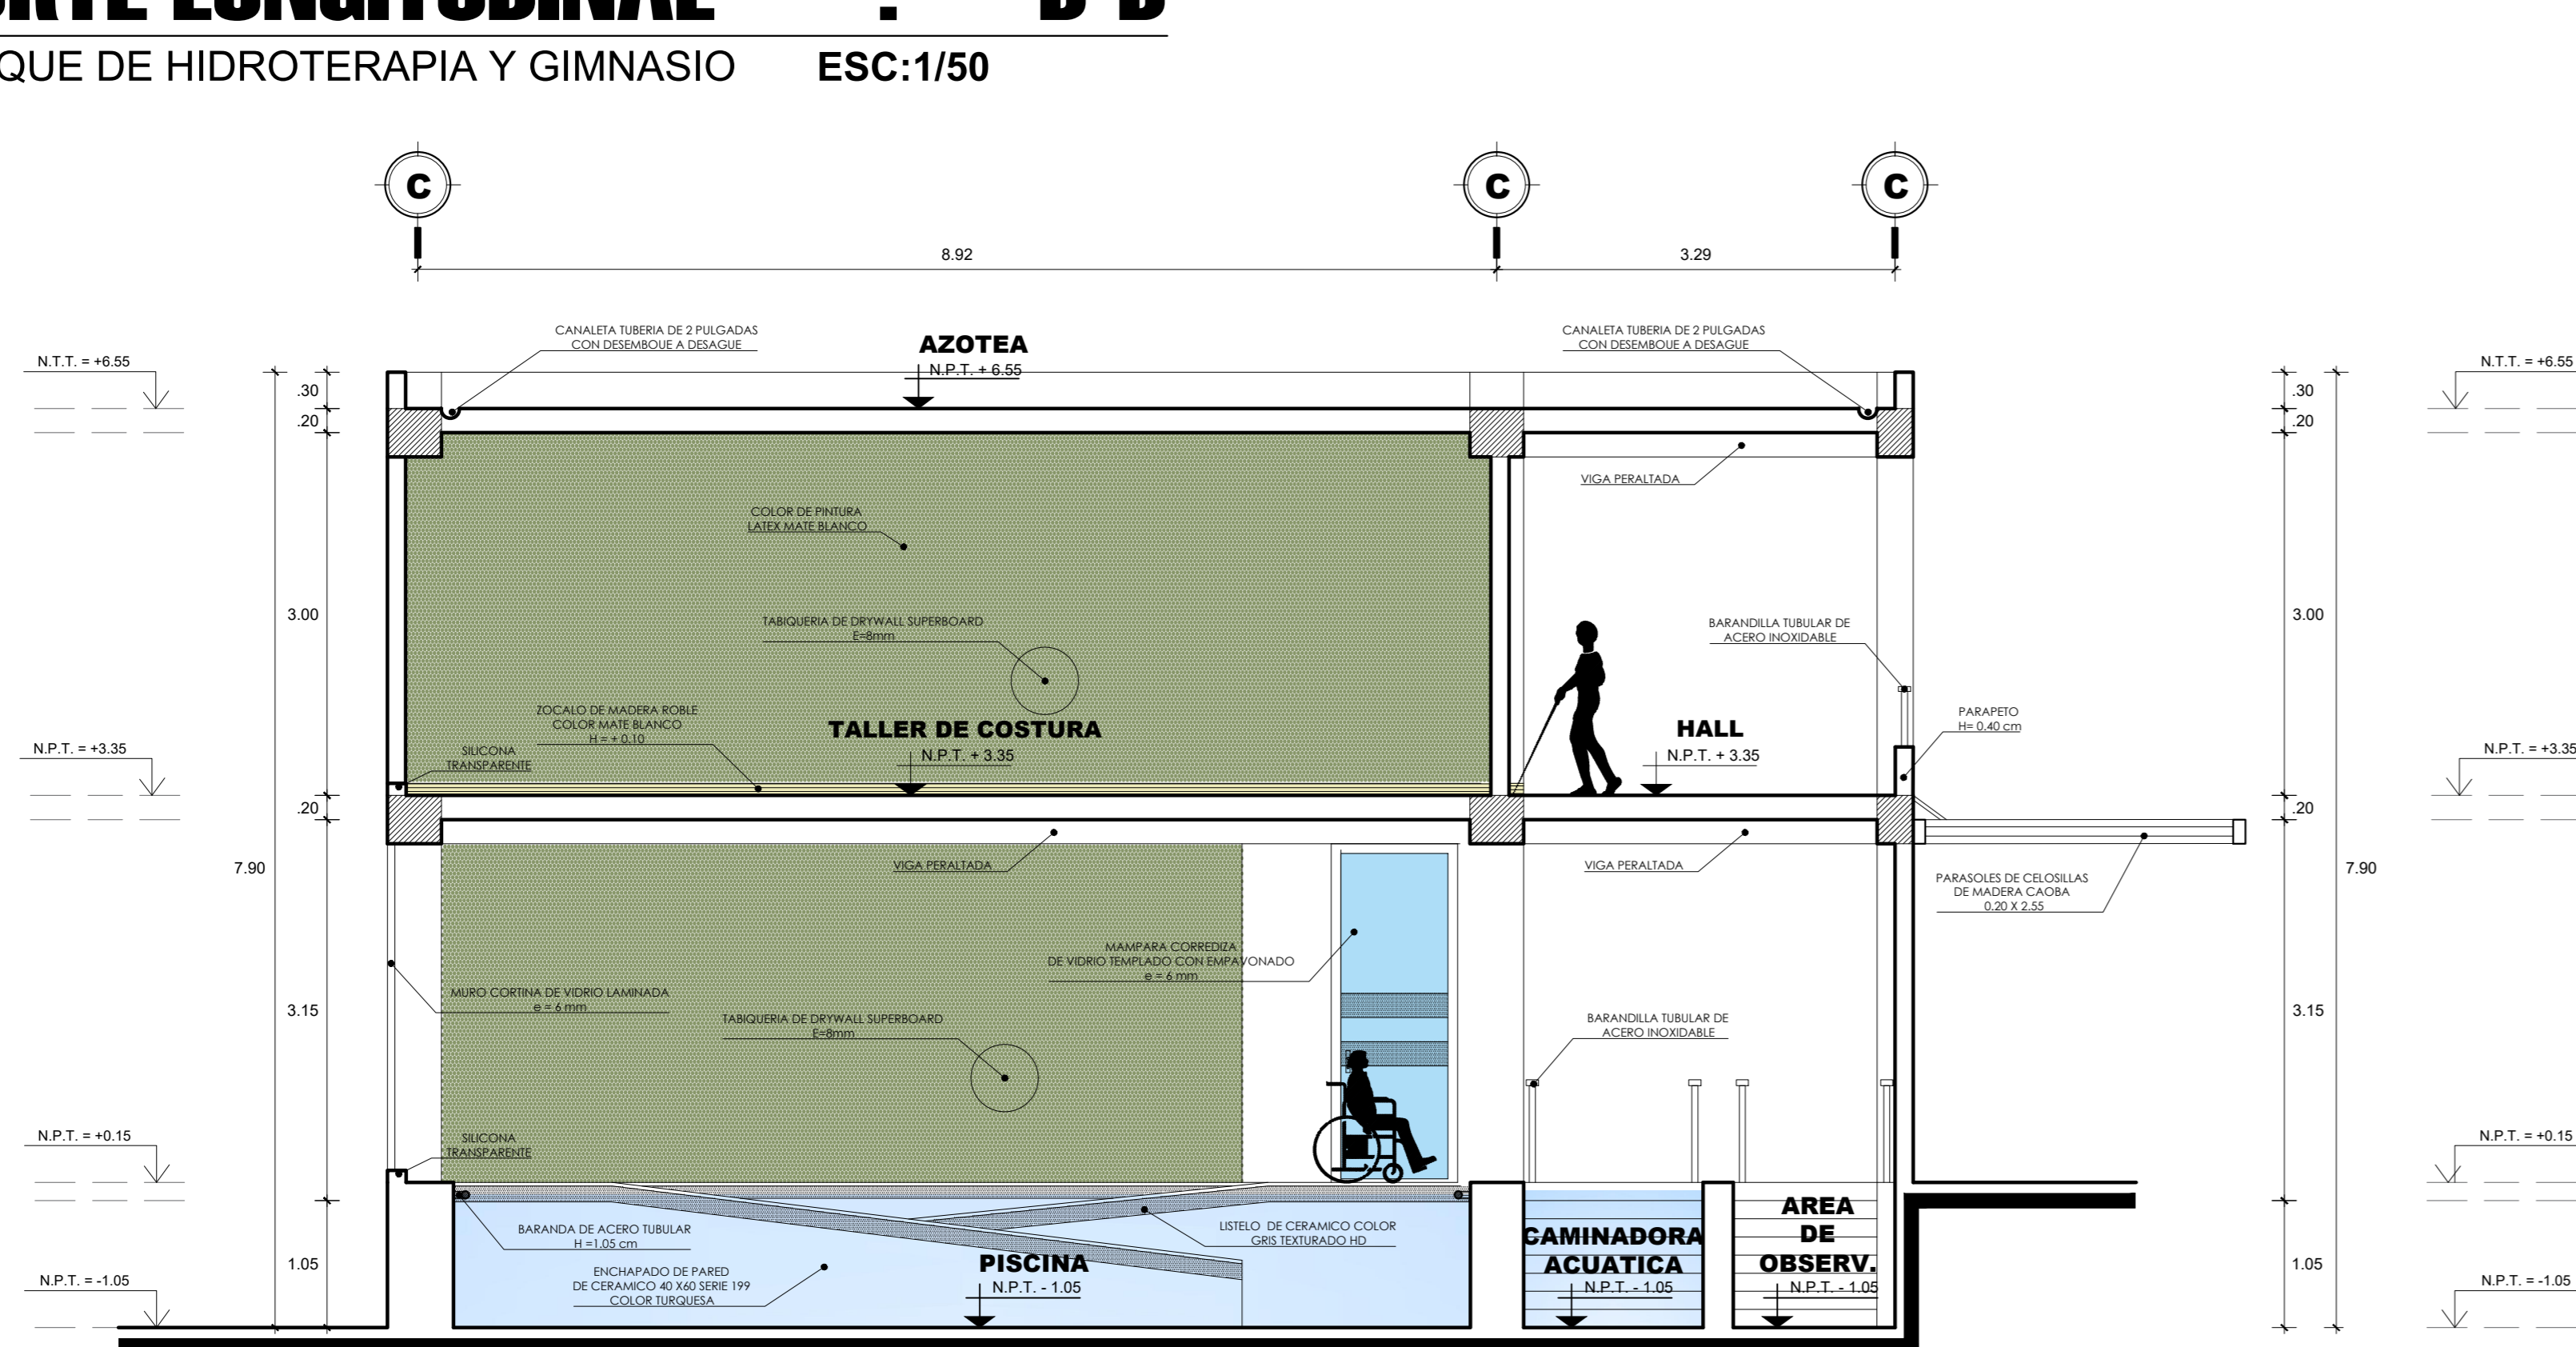 QUE DE HIDROTERAPIA Y GIMNASIO ESC:1/50
C C C
8.92 3.29
CANALETA TUBERIA DE 2 PULGADAS
CON DESEMBOUE A DESAGUE
AZOTEA
N.P.T. + 6.55
CANALETA TUBERIA DE 2 PULGADAS
CON DESEMBOUE A DESAGUE
N.T.T. = +6.55
N.T.T. = +6.55
.30
.20
.30
.20
VIGA PERALTADA
COLOR DE PINTURA
LATEX MATE BLANCO
3.00
TABIQUERIA DE DRYWALL SUPERBOARD
E=8mm
BARANDILLA TUBULAR DE
ACERO INOXIDABLE
3.00
ZOCALO DE MADERA ROBLE
COLOR MATE BLANCO
H = + 0.10
TALLER DE COSTURA
N.P.T. + 3.35
HALL
N.P.T. + 3.35
PARAPETO
H= 0.40 cm
N.P.T. = +3.35
SILICONA
TRANSPARENTE
N.P.T. = +3.35
.20
.20
7.90
VIGA PERALTADA
VIGA PERALTADA
7.90
PARASOLES DE CELOSILLAS
DE MADERA CAOBA
0.20 X 2.55
MAMPARA CORREDIZA
DE VIDRIO TEMPLADO CON EMPAVONADO
e = 6 mm
MURO CORTINA DE VIDRIO LAMINADA
e = 6 mm
3.15
TABIQUERIA DE DRYWALL SUPERBOARD
E=8mm
BARANDILLA TUBULAR DE
ACERO INOXIDABLE
3.15
N.P.T. = +0.15
SILICONA
TRANSPARENTE
N.P.T. = +0.15
BARANDA DE ACERO TUBULAR
H =1.05 cm
LISTELO DE CERAMICO COLOR
GRIS TEXTURADO HD
1.05
ENCHAPADO DE PARED
DE CERAMICO 40 X60 SERIE 199
COLOR TURQUESA
PISCINA
N.P.T. - 1.05
CAMINADORA
ACUATICA
N.P.T. - 1.05
AREA
DE
OBSERV.
N.P.T. - 1.05
1.05
N.P.T. = -1.05
N.P.T. = -1.05